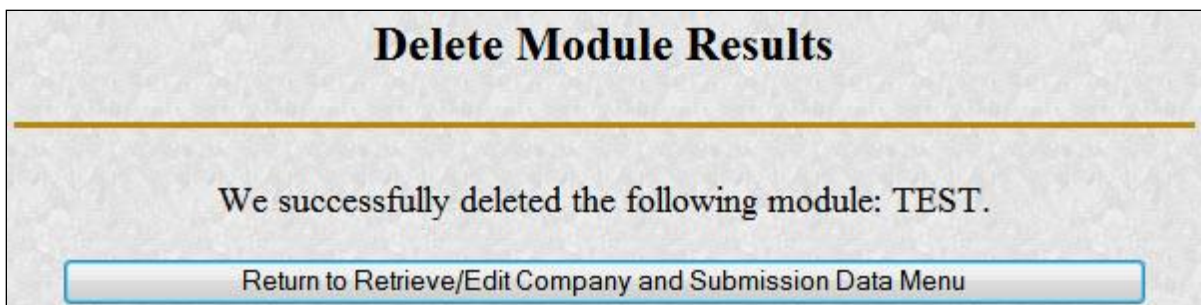 Delete Module Results
We successfully deleted the following module: TEST.
Return to Retrieve/Edit Company and Submission Data Menu